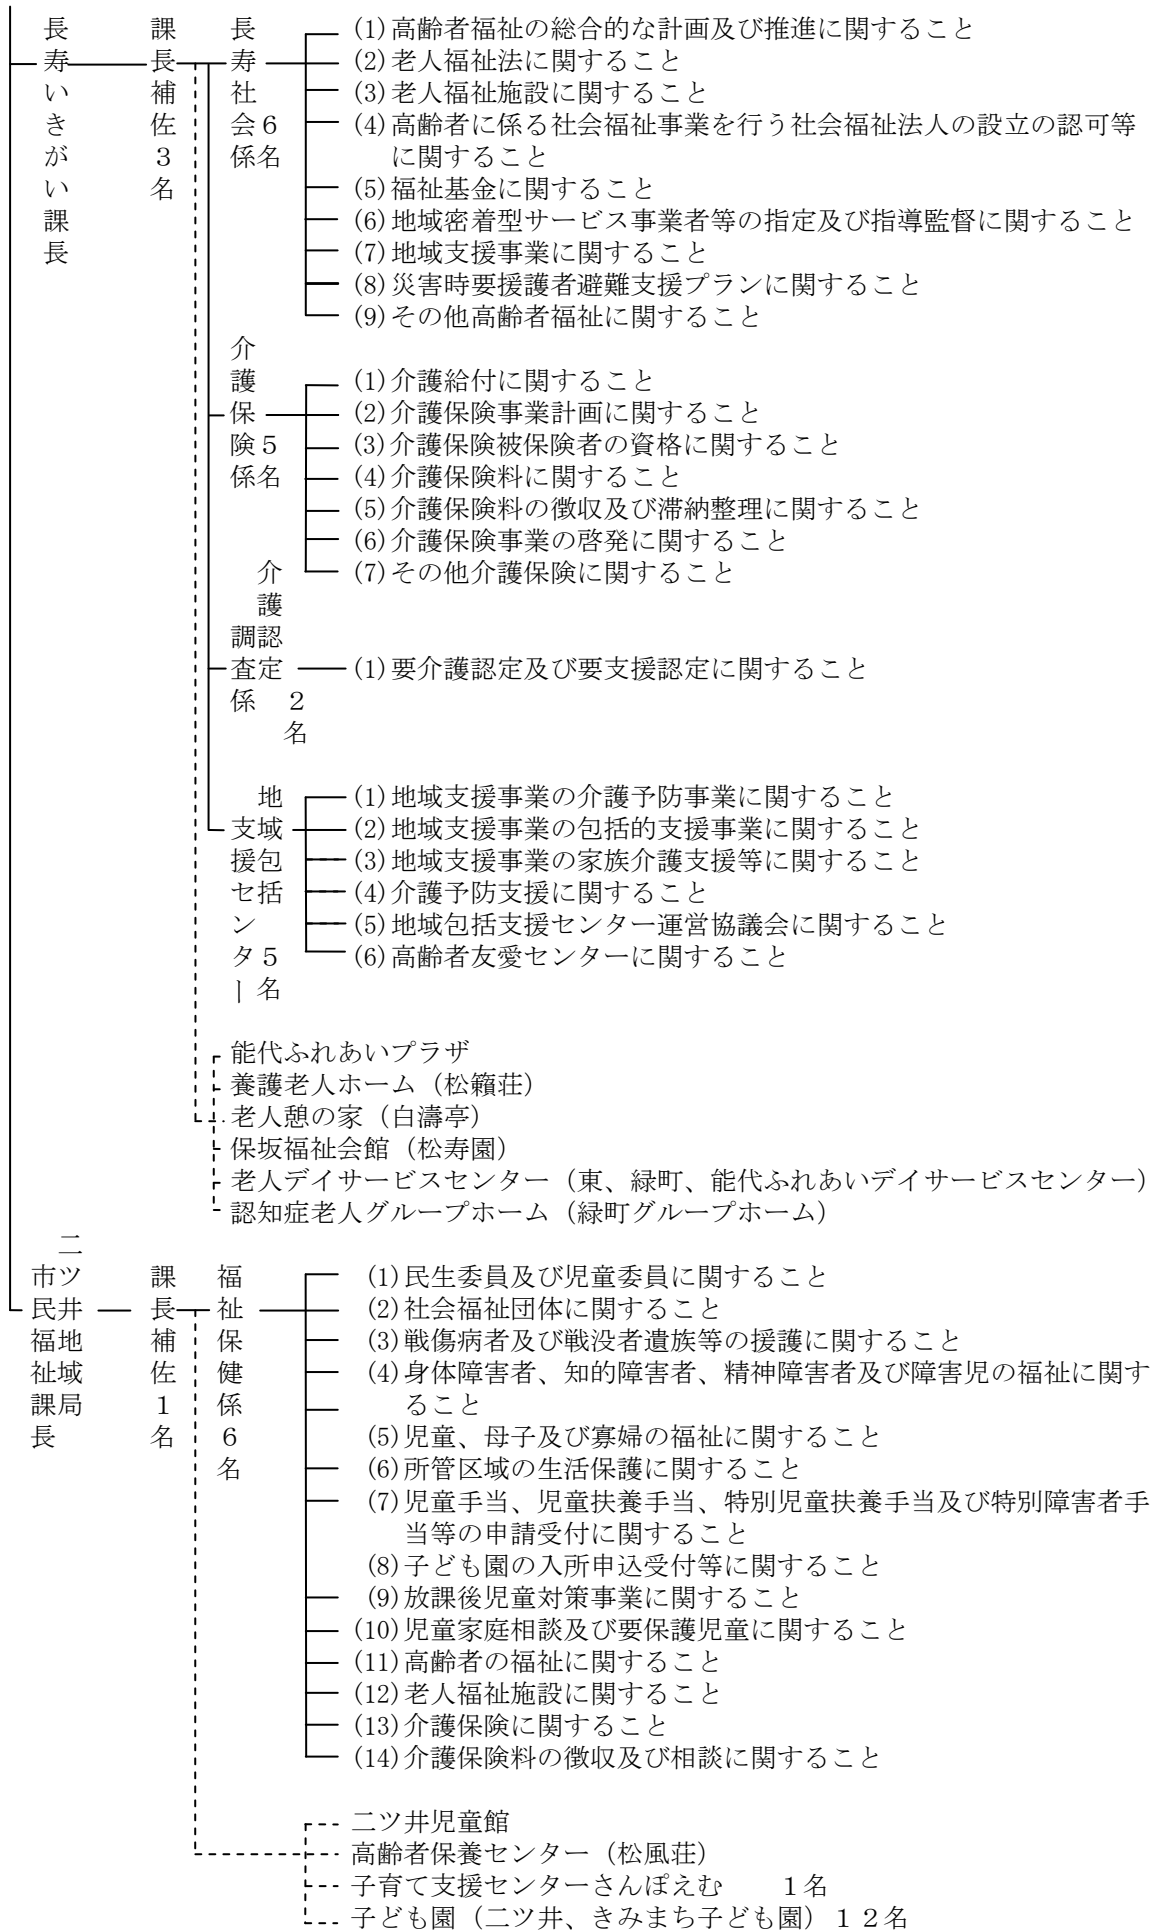 長寿いきがい課長
課長補佐3名
長寿社会係 6名
(1)高齢者福祉の総合的な計画及び推進に関すること
(2)老人福祉法に関すること
(3)老人福祉施設に関すること
(4)高齢者に係る社会福祉事業を行う社会福祉法人の設立の認可等
に関すること
(5)福祉基金に関すること
(6)地域密着型サービス事業者等の指定及び指導監督に関すること
(7)地域支援事業に関すること
(8)災害時要援護者避難支援プランに関すること
(9)その他高齢者福祉に関すること
介護保険係 5名
(1)介護給付に関すること
(2)介護保険事業計画に関すること
(3)介護保険被保険者の資格に関すること
(4)介護保険料に関すること
(5)介護保険料の徴収及び滞納整理に関すること
(6)介護保険事業の啓発に関すること
(7)その他介護保険に関すること
介護認定調査係 2名
(1)要介護認定及び要支援認定に関すること
地域包括支援センター 5名
(1)地域支援事業の介護予防事業に関すること
(2)地域支援事業の包括的支援事業に関すること
(3)地域支援事業の家族介護支援等に関すること
(4)介護予防支援に関すること
(5)地域包括支援センター運営協議会に関すること
(6)高齢者友愛センターに関すること
能代ふれあいプラザ
養護老人ホーム(松籟荘)
老人憩の家(白濤亭)
保坂福祉会館(松寿園)
老人デイサービスセンター(東、緑町、能代ふれあいデイサービスセンター)
認知症老人グループホーム(緑町グループホーム)
二ツ井地域局市民福祉課長
課長補佐1名
福祉保健係6名
(1)民生委員及び児童委員に関すること
(2)社会福祉団体に関すること
(3)戦傷病者及び戦没者遺族等の援護に関すること
(4)身体障害者、知的障害者、精神障害者及び障害児の福祉に関す
ること
(5)児童、母子及び寡婦の福祉に関すること
(6)所管区域の生活保護に関すること
(7)児童手当、児童扶養手当、特別児童扶養手当及び特別障害者手
当等の申請受付に関すること
(8)子ども園の入所申込受付等に関すること
(9)放課後児童対策事業に関すること
(10)児童家庭相談及び要保護児童に関すること
(11)高齢者の福祉に関すること
(12)老人福祉施設に関すること
(13)介護保険に関すること
(14)介護保険料の徴収及び相談に関すること
二ツ井児童館
高齢者保養センター(松風荘)
子育て支援センターさんぽえむ 1名
子ども園(二ツ井、きみまち子ども園)12名